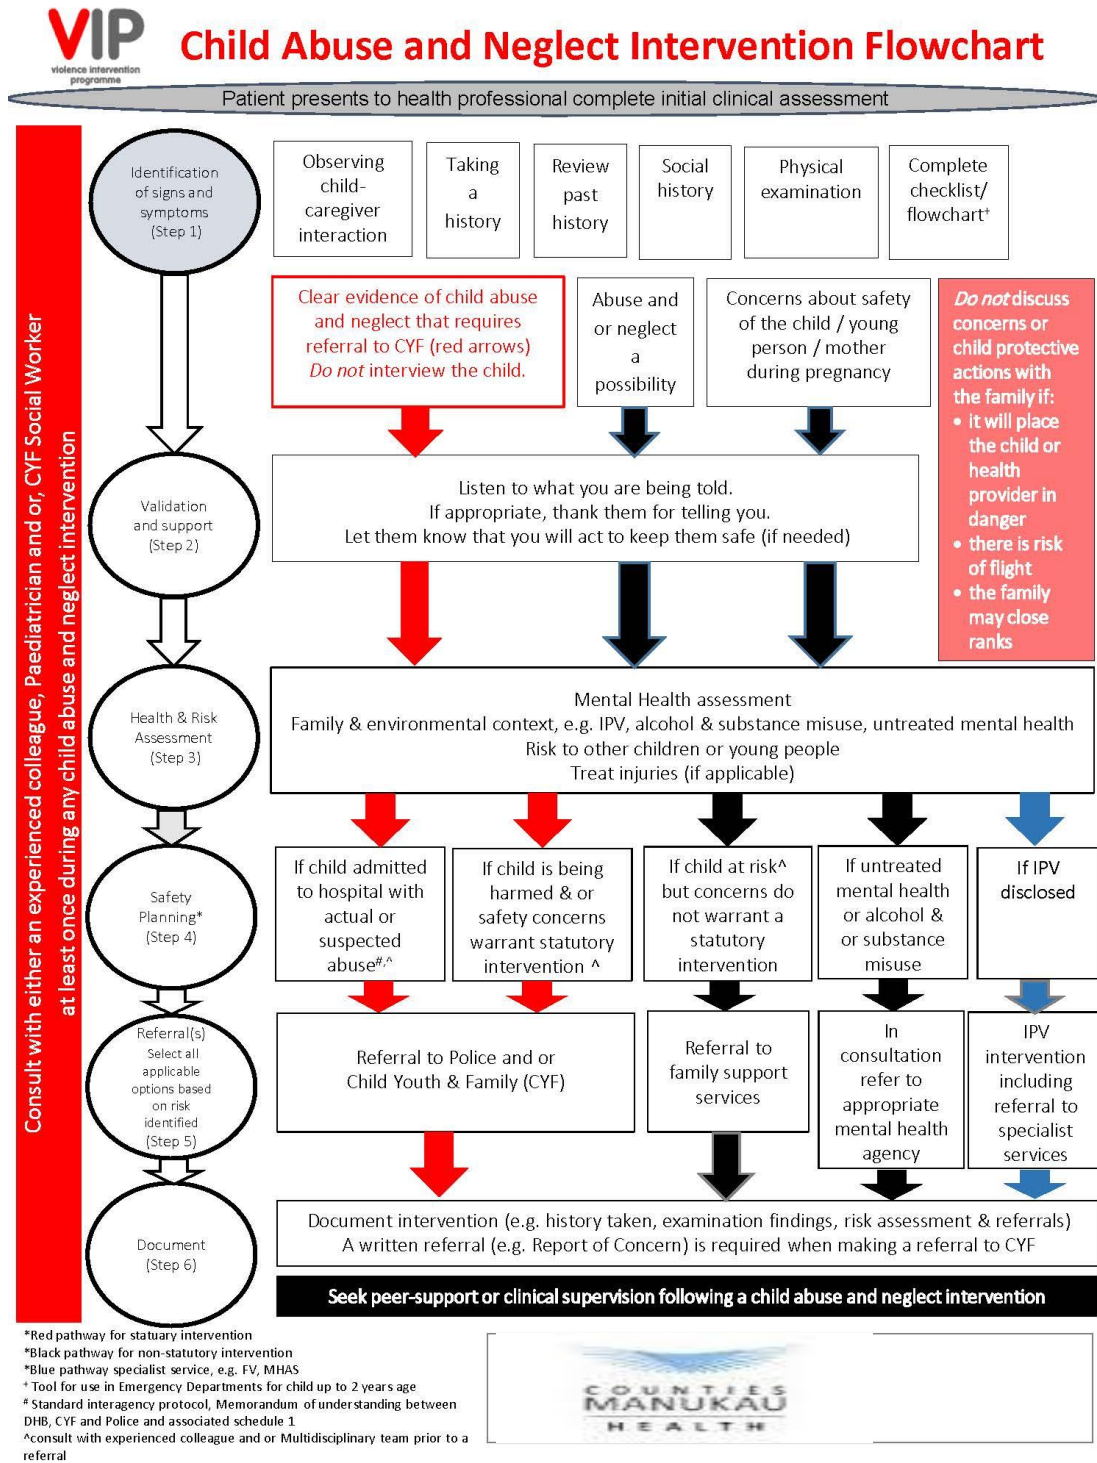 VIP
violence intervention
programme
Child Abuse and Neglect Intervention Flowchart
Patient presents to health professional complete initial clinical assessment
Consult with either an experienced colleague, Paediatrician and or, CYF Social Worker
at least once during any child abuse and neglect intervention
Identification
of signs and
symptoms
(Step 1)
Observing
child-
caregiver
interaction
Taking
a
history
Review
past
history
Social
history
Physical
examination
Complete
checklist/
flowchart+
Clear evidence of child abuse
and neglect that requires
referral to CYF (red arrows)
Do not interview the child.
Abuse and
or neglect
a
possibility
Concerns about safety
of the child / young
person / mother
during pregnancy
Do not discuss
concerns or
child protective
actions with
the family if:
• it will place
the child or
health
provider in
danger
• there is risk
of flight
• the family
may close
ranks
Validation
and support
(Step 2)
Listen to what you are being told.
If appropriate, thank them for telling you.
Let them know that you will act to keep them safe (if needed)
Health & Risk
Assessment
(Step 3)
Mental Health assessment
Family & environmental context, e.g. IPV, alcohol & substance misuse, untreated mental health
Risk to other children or young people
Treat injuries (if applicable)
Safety
Planning*
(Step 4)
If child admitted
to hospital with
actual or
suspected
abuse#,^
If child is being
harmed & or
safety concerns
warrant statutory
intervention ^
If child at risk^
but concerns do
not warrant a
statutory
intervention
If untreated
mental health
or alcohol &
or substance
misuse
If IPV
disclosed
Referral(s)
Select all
applicable
options based
on risk
identified
(Step 5)
Referral to Police and or
Child Youth & Family (CYF)
Referral to
family support
services
In
consultation
refer to
appropriate
mental health
agency
IPV
intervention
including
referral to
specialist
services
Document
(Step 6)
Document intervention (e.g. history taken, examination findings, risk assessment & referrals)
A written referral (e.g. Report of Concern) is required when making a referral to CYF
Seek peer-support or clinical supervision following a child abuse and neglect intervention
*Red pathway for statuary intervention
*Black pathway for non-statutory intervention
*Blue pathway specialist service, e.g. FV, MHAS
+ Tool for use in Emergency Departments for child up to 2 years age
# Standard interagency protocol, Memorandum of understanding between
DHB, CYF and Police and associated schedule 1
^consult with experienced colleague and or Multidisciplinary team prior to a
referral
COUNTIES
MANUKAU
HEALTH